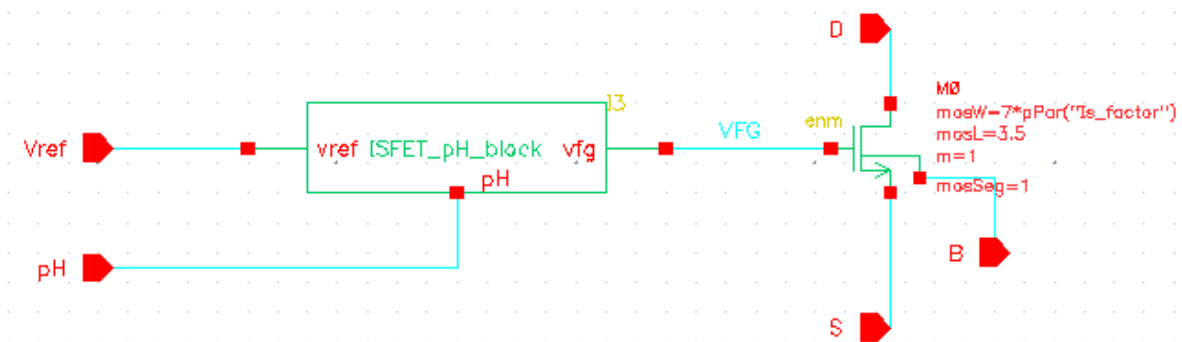 D
I3
M0
mosW=7*pPar("Is_factor")
enm
mosL=3.5
Vref
vref ISFET_pH_block vfg
VFG
m=1
pH
mosSeg=1
B
pH
S